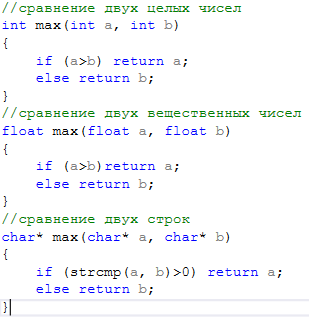 //сравнение двух целых чисел
int max(int a, int b)
{
    if (a>b) return a;
    else return b;
}
//сравнение двух вещественных чисел
float max(float a, float b)
{
    if (a>b)return a;
    else return b;
}
//сравнение двух строк
char* max(char* a, char* b)
{
    if (strcmp(a, b)>0) return a;
    else return b;
}